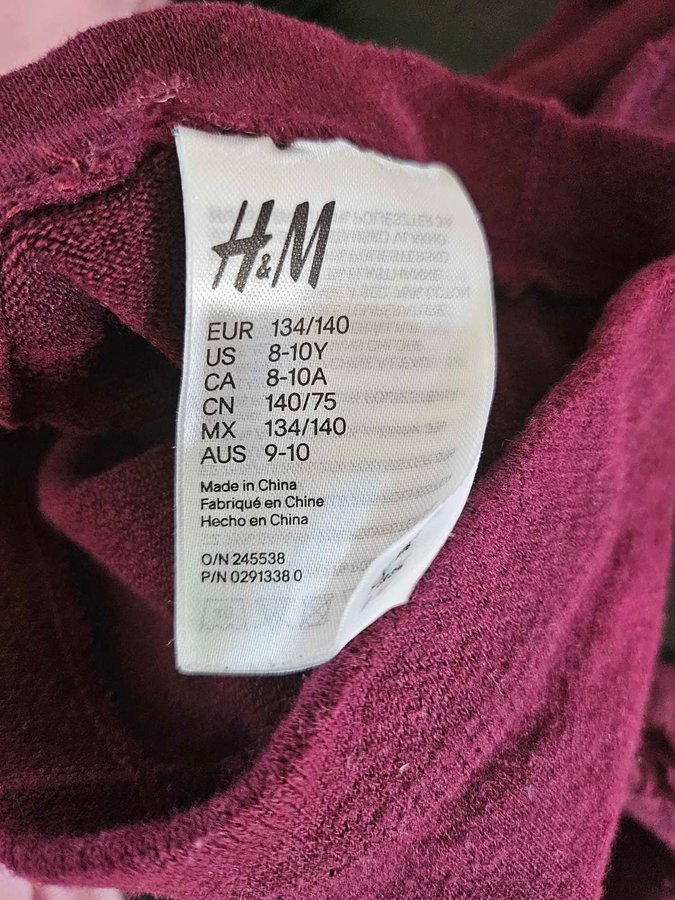 H&M
EUR 134/140
US 8-10Y
CA 8-10A
CN 140/75
MX 134/140
AUS 9-10
Made in China
Fabriqué en Chine
Hecho en China
O/N 245538
P/N 0291338 0